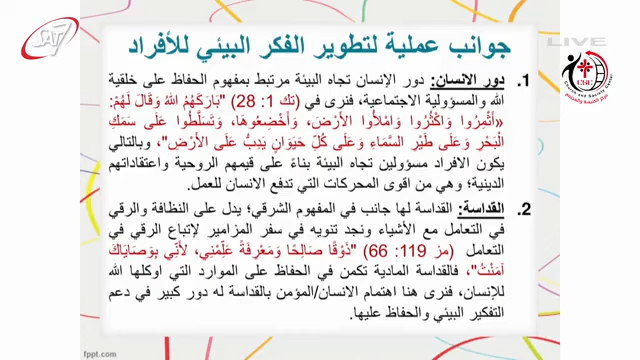 SAT
LIVE
CSC
جوانب عملية لتطوير الفكر البيئي للأفراد
1. دور الانسان: دور الإنسان تجاه البيئة مرتبط بمفهوم الحفاظ على خلقية
الله والمسؤولية الاجتماعية، فنرى في (تك 1: 28) "بَارَكَهُمُ اللهُ وَقَالَ لَهُمْ:
«أَثْمِرُوا وَاكْثُرُوا وَامْلَأُوا الأَرْضَ، وَأَخْضِعُوهَا، وَتَسَلَّطُوا عَلَى سَمَكِ
الْبَحْرِ وَعَلَى طَيْرِ السَّمَاءِ وَعَلَى كُلِّ حَيَوَانٍ يَدِبُّ عَلَى الأَرْضِ"، وبالتالي
يكون الافراد مسؤولين تجاه البيئة بناءً على قيمهم الروحية واعتقاداتهم
الدينية؛ وهي من اقوى المحركات التي تدفع الانسان للعمل.
2. القداسة: القداسة لها جانب في المفهوم الشرقي؛ يدل على النظافة والرقي
في التعامل مع الأشياء ونجد تنويه في سفر المزامير لإتباع الرقي في
التعامل (مز 119: 66) "ذَوْقًا صَالِحًا وَمَعْرِفَةً عَلِّمْنِي، لأَنِّي بِوَصَايَاكَ
آمَنْتُ"، فالقداسة المادية تكمن في الحفاظ على الموارد التي اوكلها الله
للإنسان، فنرى هنا اهتمام الانسان/المؤمن بالقداسة له دور كبير في دعم
التفكير البيئي والحفاظ عليها.
fppt.com